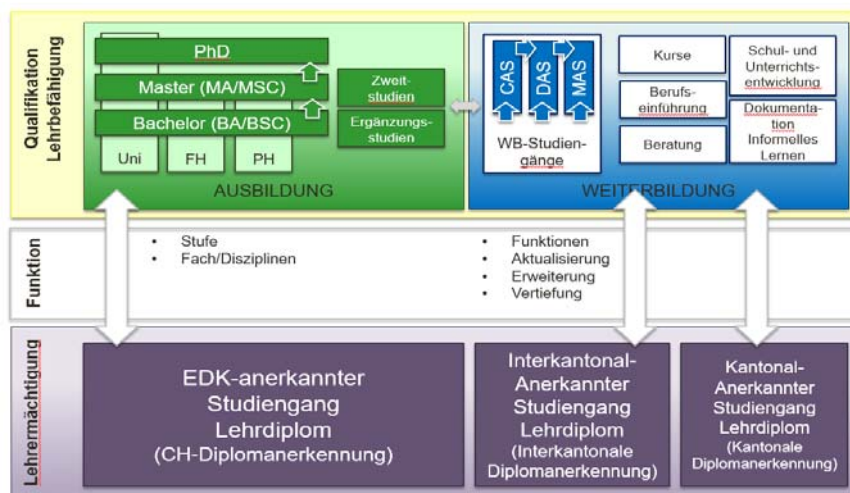 Qualifikation
Lehrbefähigung
PhD
Master (MA/MSC)
Bachelor (BA/BSC)
Uni
FH
PH
Zweit-
studien
Ergänzungs-
studien
AUSBILDUNG
CAS
DAS
MAS
WB-Studien-
gänge
Kurse
Berufs-
einführung
Beratung
Schul- und
Unterrichts-
entwicklung
Dokumenta-
tion
Informelles
Lernen
WEITERBILDUNG
Funktion
• Stufe
• Fach/Disziplinen
• Funktionen
• Aktualisierung
• Erweiterung
• Vertiefung
Lehrermächtigung
EDK-anerkannter
Studiengang
Lehrdiplom
(CH-Diplomanerkennung)
Interkantonal-
Anerkannter
Studiengang
Lehrdiplom
(Interkantonale
Diplomanerkennung)
Kantonal-
Anerkannter
Studiengang
Lehrdiplom
(Kantonale
Diplomanerkennung)